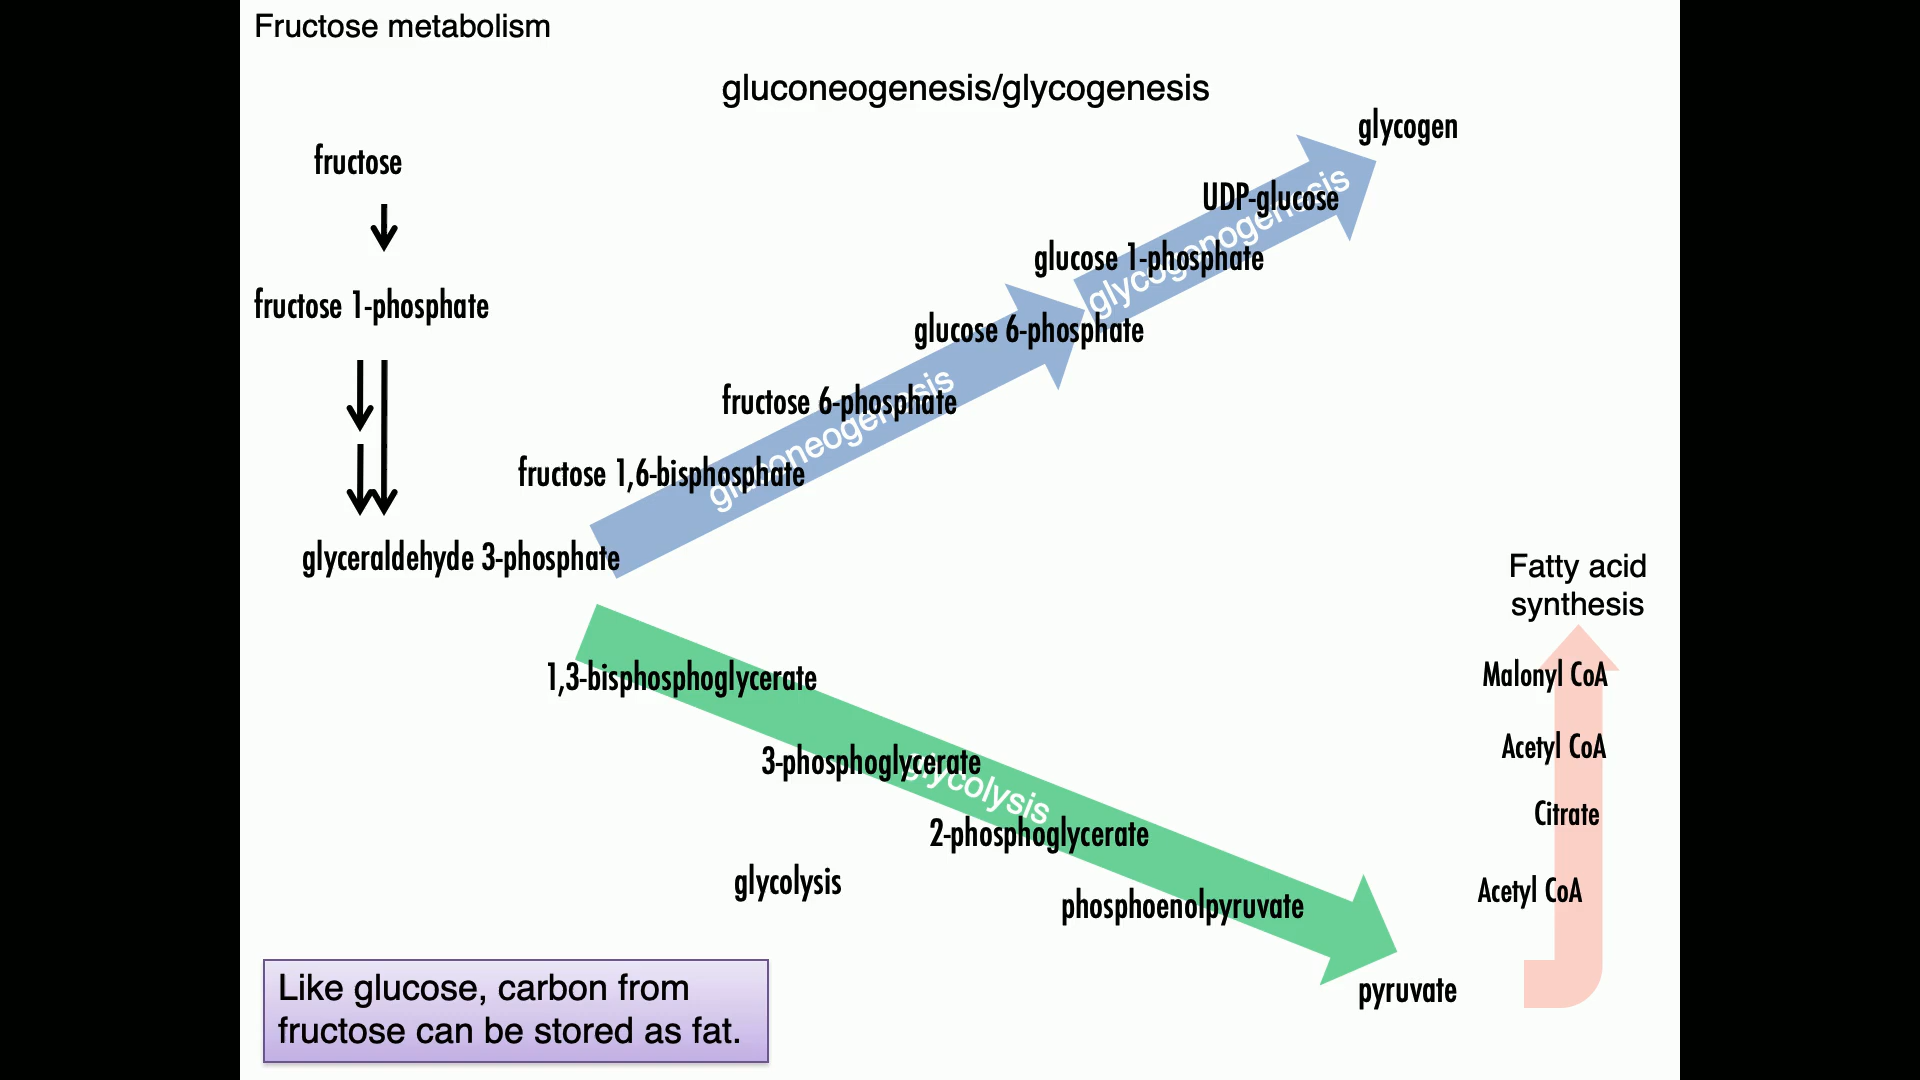 Fructose metabolism
gluconeogenesis/glycogenesis
glycogen
fructose
UDP-glucose
glycogenogenesis
glucose 1-phosphate
fructose 1-phosphate
glucose 6-phosphate
fructose 6-phosphate
gluconeogenesis
fructose 1,6-bisphosphate
glyceraldehyde 3-phosphate
Fatty acid
synthesis
1,3-bisphosphoglycerate
Malonyl CoA
3-phosphoglycerate
glycolysis
Acetyl CoA
2-phosphoglycerate
Citrate
glycolysis
phosphoenolpyruvate
Acetyl CoA
pyruvate
Like glucose, carbon from
fructose can be stored as fat.